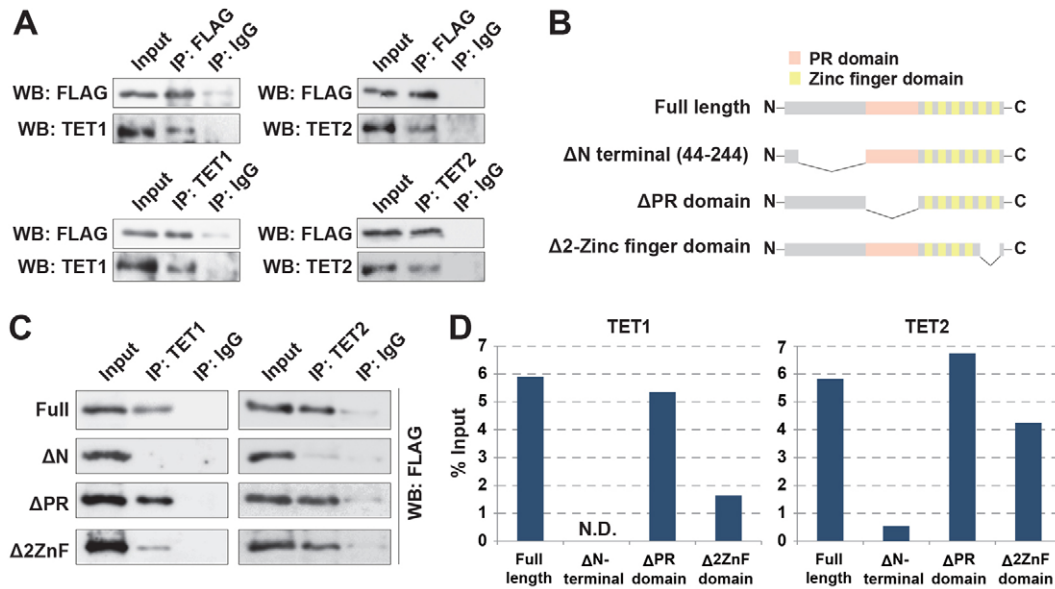 A
Input IP: FLAG IP: IgG
WB: FLAG
WB: TET1
Input IP: FLAG IP: IgG
WB: FLAG
WB: TET2
Input IP: TET1 IP: IgG
WB: FLAG
WB: TET1
Input IP: TET2 IP: IgG
WB: FLAG
WB: TET2
B
PR domain
Zinc finger domain
Full length N C
ΔN terminal (44-244) N C
ΔPR domain N C
Δ2-Zinc finger domain N C
C
Input IP: TET1 IP: IgG
Input IP: TET2 IP: IgG
Full
ΔN
ΔPR
Δ2ZnF
WB: FLAG
D
TET1
% Input
7
6
5
4
3
2
1
0
N.D.
Full length
ΔN-terminal
ΔPR domain
Δ2ZnF domain
TET2
7
6
5
4
3
2
1
0
Full length
ΔN-terminal
ΔPR domain
Δ2ZnF domain